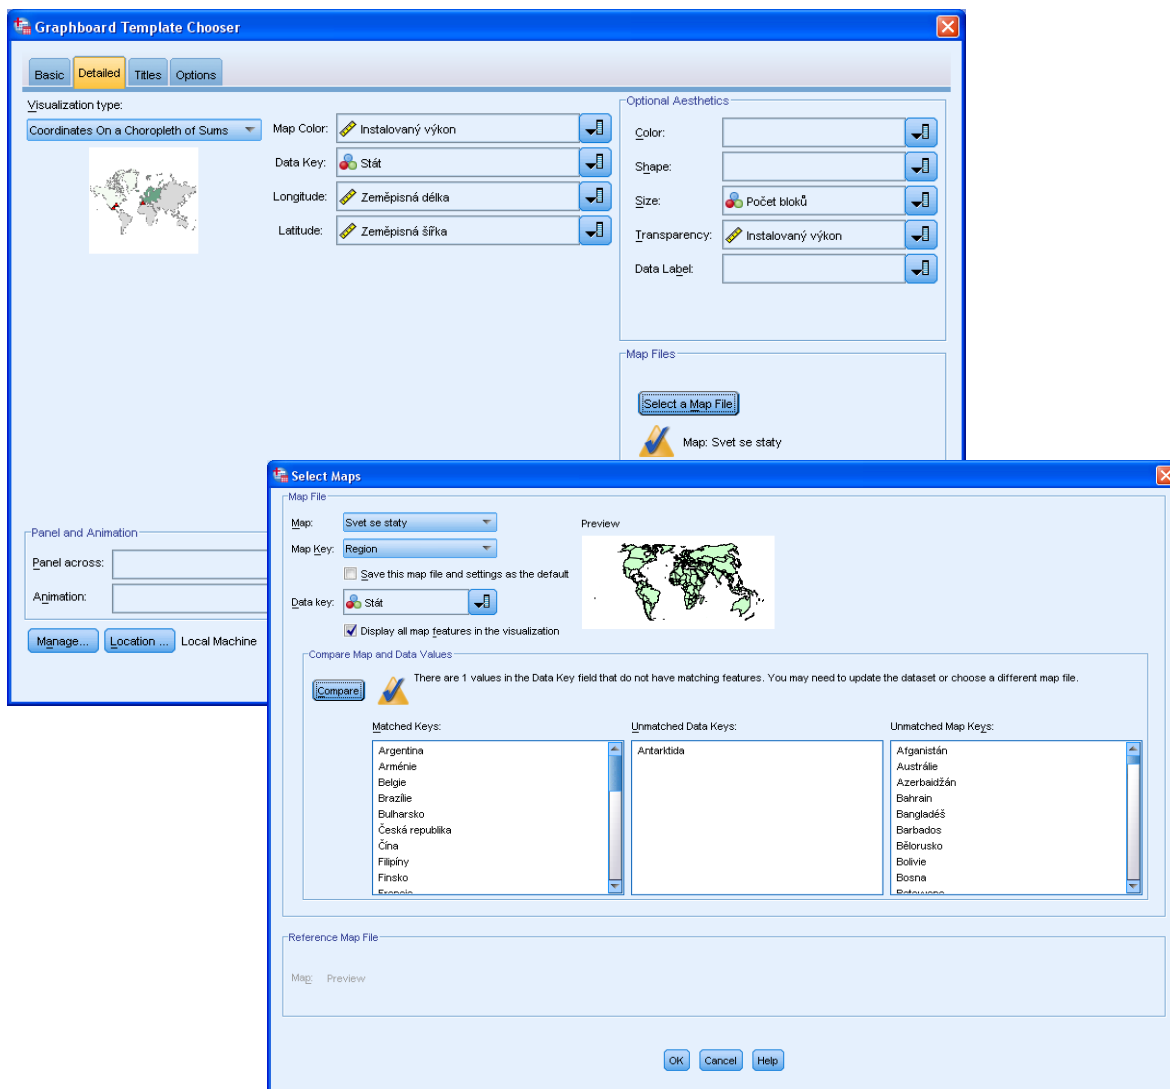 Graphboard Template Chooser
Basic Detailed Titles Options
Visualization type:
Coordinates On a Choropleth of Sums
Map Color: Instalovaný výkon
Data Key: Stát
Longitude: Zeměpisná délka
Latitude: Zeměpisná šířka
Optional Aesthetics
Color:
Shape:
Size: Počet bloků
Transparency: Instalovaný výkon
Data Label:
Map Files
Select a Map File
Map: Svet se staty
Panel and Animation
Panel across:
Animation:
Manage... Location ... Local Machine
Select Maps
Map File
Map: Svet se staty
Map Key: Region
Save this map file and settings as the default
Data key: Stát
Display all map features in the visualization
Preview
Compare Map and Data Values
Compare
There are 1 values in the Data Key field that do not have matching features. You may need to update the dataset or choose a different map file.
Matched Keys:
Argentina
Arménie
Belgie
Brazílie
Bulharsko
Česká republika
Čína
Filipíny
Finsko
Francie
Unmatched Data Keys:
Antarktida
Unmatched Map Keys:
Afganistán
Austrálie
Azerbaidžán
Bahrain
Bangladéš
Barbados
Bělorusko
Bolivie
Bosna
Reference Map File
Map: Preview
OK Cancel Help